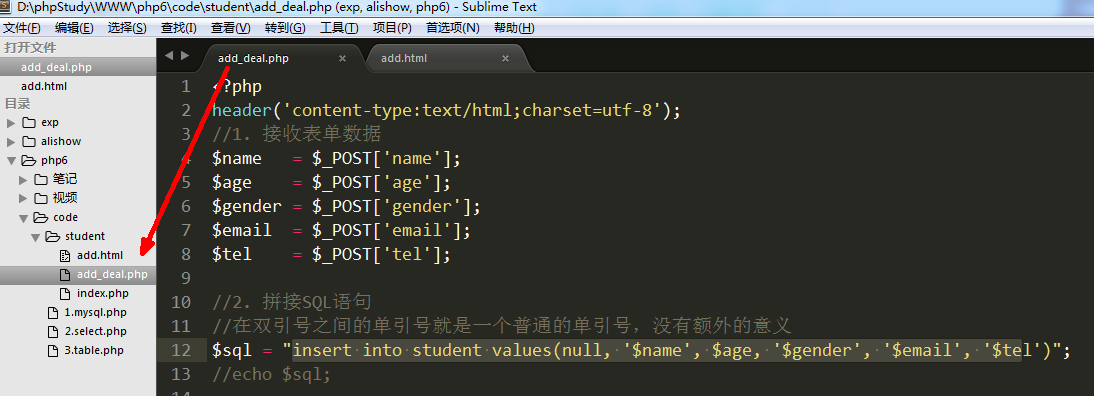 D:\phpStudy\WWW\php6\code\student\add_deal.php (exp, alishow, php6) - Sublime Text
文件(F) 编辑(E) 选择(S) 查找(I) 查看(V) 转到(G) 工具(T) 项目(P) 首选项(N) 帮助(H)
打开文件
add_deal.php
add.html
目录
exp
alishow
php6
笔记
视频
code
student
add.html
add_deal.php
index.php
1.mysql.php
2.select.php
3.table.php
add_deal.php × add.html ×
1 <?php
2 header('content-type:text/html;charset=utf-8');
3 //1. 接收表单数据
4 $name   = $_POST['name'];
5 $age    = $_POST['age'];
6 $gender = $_POST['gender'];
7 $email  = $_POST['email'];
8 $tel    = $_POST['tel'];
9
10 //2. 拼接SQL语句
11 //在双引号之间的单引号就是一个普通的单引号，没有额外的意义
12 $sql = "insert into student values(null, '$name', $age, '$gender', '$email', '$tel')";
13 //echo $sql;